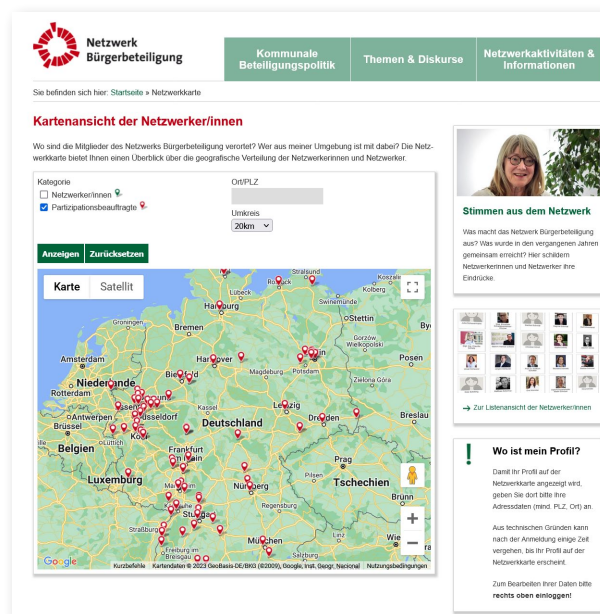 Netzwerk
Bürgerbeteiligung
Kommunale
Beteiligungspolitik
Themen & Diskurse
Netzwerkaktivitäten &
Informationen
Sie befinden sich hier: Startseite » Netzwerkkarte
Kartenansicht der Netzwerker/innen
Wo sind die Mitglieder des Netzwerks Bürgerbeteiligung verortet? Wer aus meiner Umgebung ist mit dabei? Die Netz-
werkkarte bietet Ihnen einen Überblick über die geografische Verteilung der Netzwerkerinnen und Netzwerker.
Kategorie
Netzwerker/innen
Partizipationsbeauftragte
Ort/PLZ
Umkreis
20km
Anzeigen
Zurücksetzen
Karte
Satellit
Stralsund
Lübeck
Kolberg
Swinemünde
Stettin
Groningen
Bremen
Gorzów
Wielkopolski
Amsterdam
Magdeburg
Potsdam
Posen
Rotterdam
Zielona Góra
Antwerpen
Kassel
Breslau
Brüssel
Lüttich
Deutschland
Belgien
Frankfurt
Prag
Pilsen
Tschechien
Luxemburg
Nürnberg
Brünn
Regensburg
Straßburg
Linz
München
Freiburg im
Breisgau
Salzburg
Google
Kurzbefehle
Kartendaten © 2023 GeoBasis-DE/BKG (©2009), Google, Inst. Geogr. Nacional
Nutzungsbedingungen
Stimmen aus dem Netzwerk
Was macht das Netzwerk Bürgerbeteiligung
aus? Was wurde in den vergangenen Jahren
gemeinsam erreicht? Hier schildern
Netzwerkerinnen und Netzwerker ihre
Eindrücke.
→ Zur Listenansicht der Netzwerker/innen
! Wo ist mein Profil?
Damit Ihr Profil auf der
Netzwerkkarte angezeigt wird,
geben Sie dort bitte Ihre
Adressdaten (mind. PLZ, Ort) an.
Aus technischen Gründen kann
nach der Anmeldung einige Zeit
vergehen, bis Ihr Profil auf der
Netzwerkkarte erscheint.
Zum Bearbeiten Ihrer Daten bitte
rechts oben einloggen!